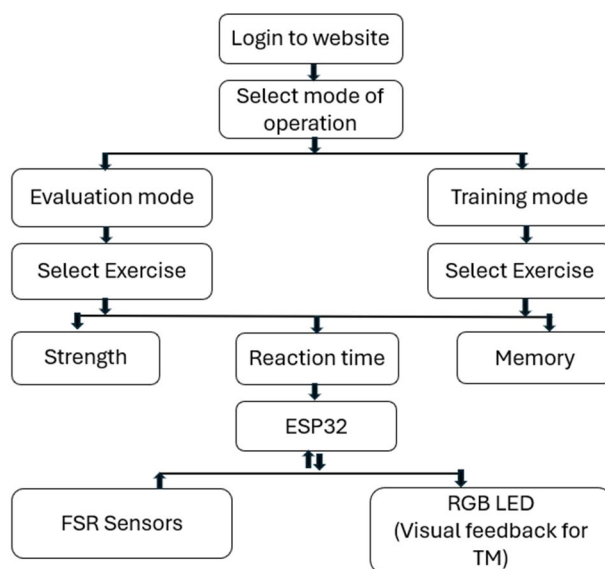 Login to website
Select mode of
operation
Evaluation mode
Training mode
Select Exercise
Select Exercise
Strength
Reaction time
Memory
ESP32
FSR Sensors
RGB LED
(Visual feedback for
TM)